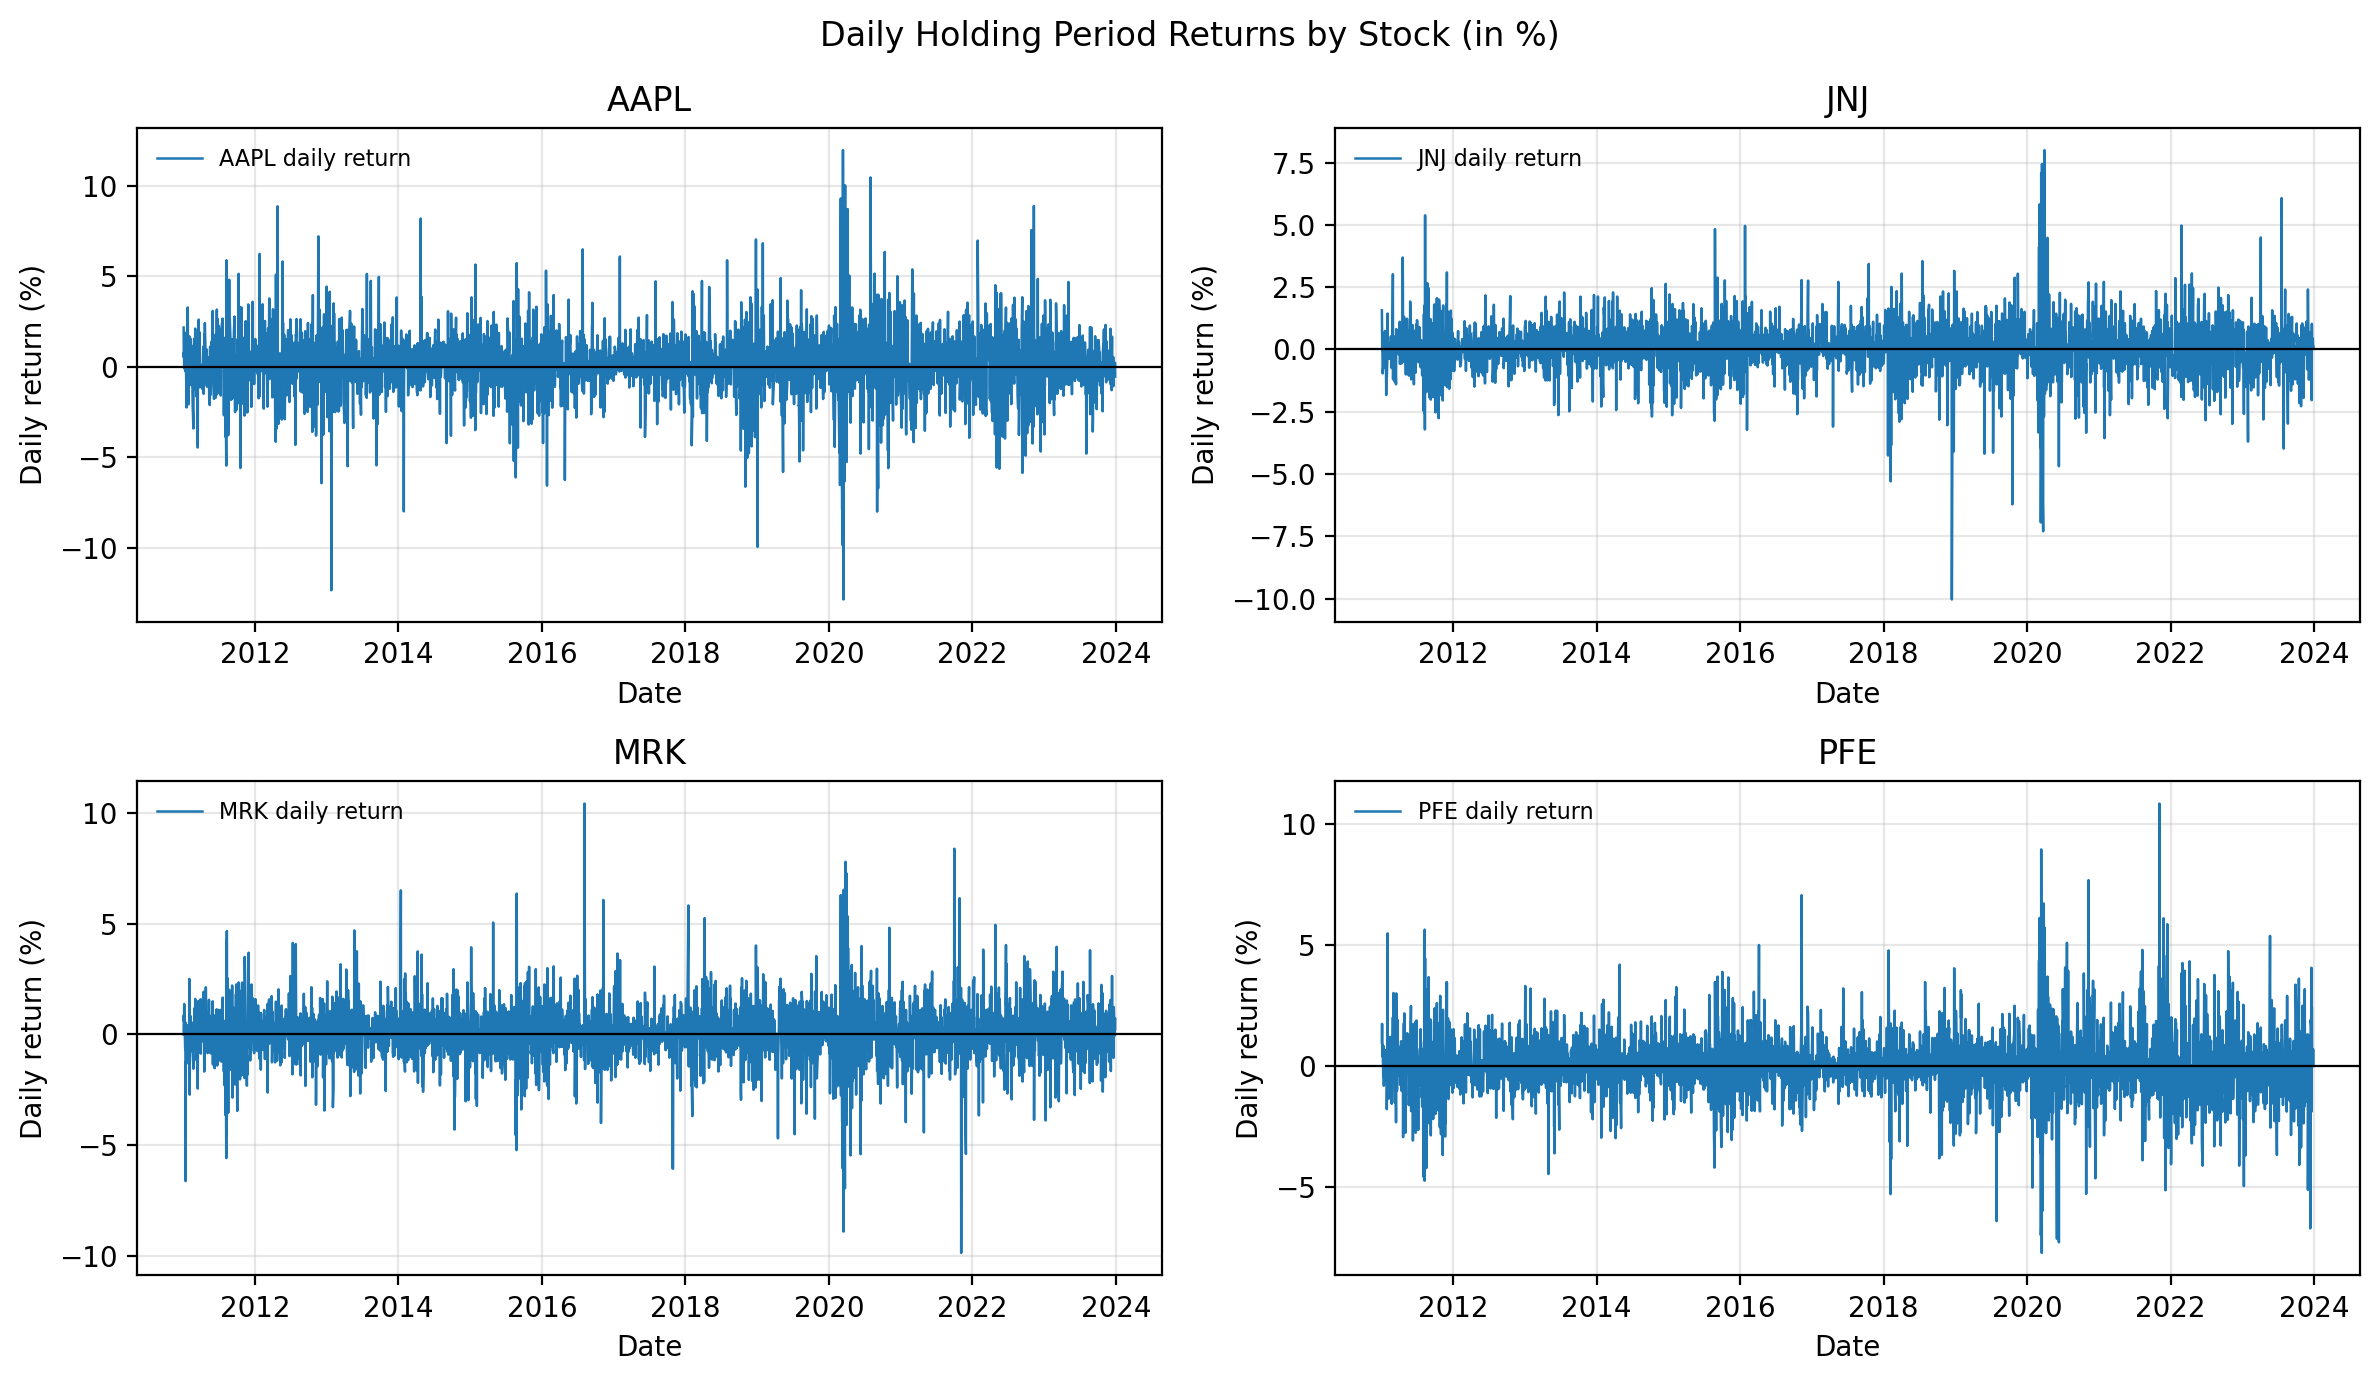 Daily Holding Period Returns by Stock (in %)
AAPL
AAPL daily return
Daily return (%)
10
5
0
−5
−10
2012 2014 2016 2018 2020 2022 2024
Date
JNJ
JNJ daily return
Daily return (%)
7.5
5.0
2.5
0.0
−2.5
−5.0
−7.5
−10.0
2012 2014 2016 2018 2020 2022 2024
Date
MRK
MRK daily return
Daily return (%)
10
5
0
−5
−10
2012 2014 2016 2018 2020 2022 2024
Date
PFE
PFE daily return
Daily return (%)
10
5
0
−5
2012 2014 2016 2018 2020 2022 2024
Date